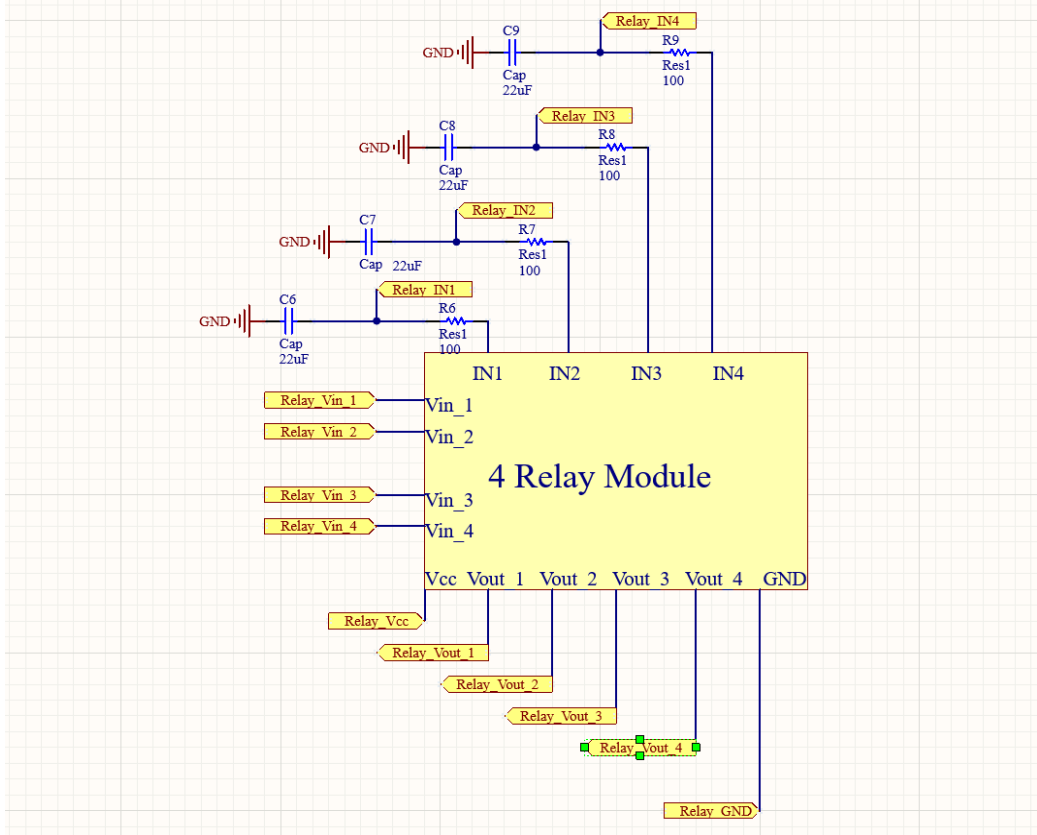 Relay_IN4
C9
R9
GND
Cap
22uF
Res1
100
Relay_IN3
C8
R8
GND
Cap
22uF
Res1
100
Relay_IN2
C7
R7
GND
Cap 22uF
Res1
100
Relay_IN1
C6
R6
GND
Cap
22uF
Res1
100
IN1 IN2 IN3 IN4
Relay_Vin_1 Vin_1
Relay_Vin_2 Vin_2
4 Relay Module
Relay_Vin_3 Vin_3
Relay_Vin_4 Vin_4
Vcc Vout_1 Vout_2 Vout_3 Vout_4 GND
Relay_Vcc
Relay_Vout_1
Relay_Vout_2
Relay_Vout_3
Relay_Vout_4
Relay_GND